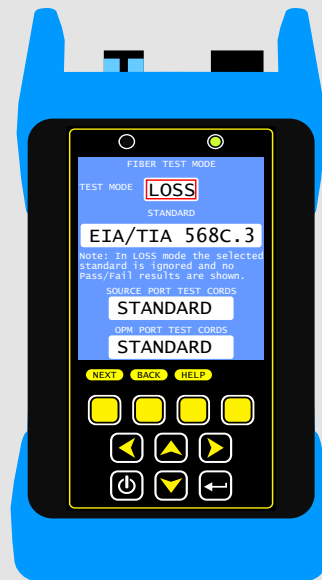 FIBER TEST MODE
TEST MODE LOSS
STANDARD
EIA/TIA 568C.3
Note: In LOSS mode the selected
standard is ignored and no
Pass/Fail results are shown.
SOURCE PORT TEST CORDS
STANDARD
OPM PORT TEST CORDS
STANDARD
NEXT BACK HELP